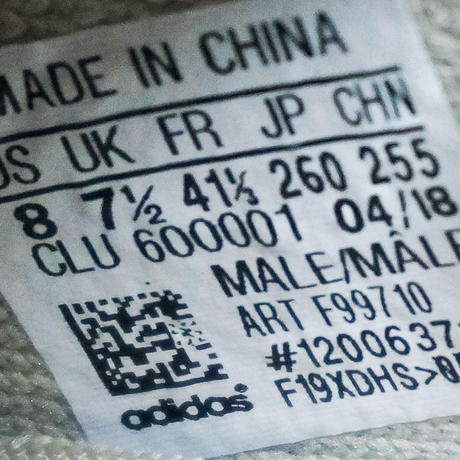 MADE IN CHINA
US UK FR JP CHN
8 7½ 41⅓ 260 255
CLU 600001 04/18
MALE/MÂLE
ART F99710
#1200637
F19XDHS>
adidas®